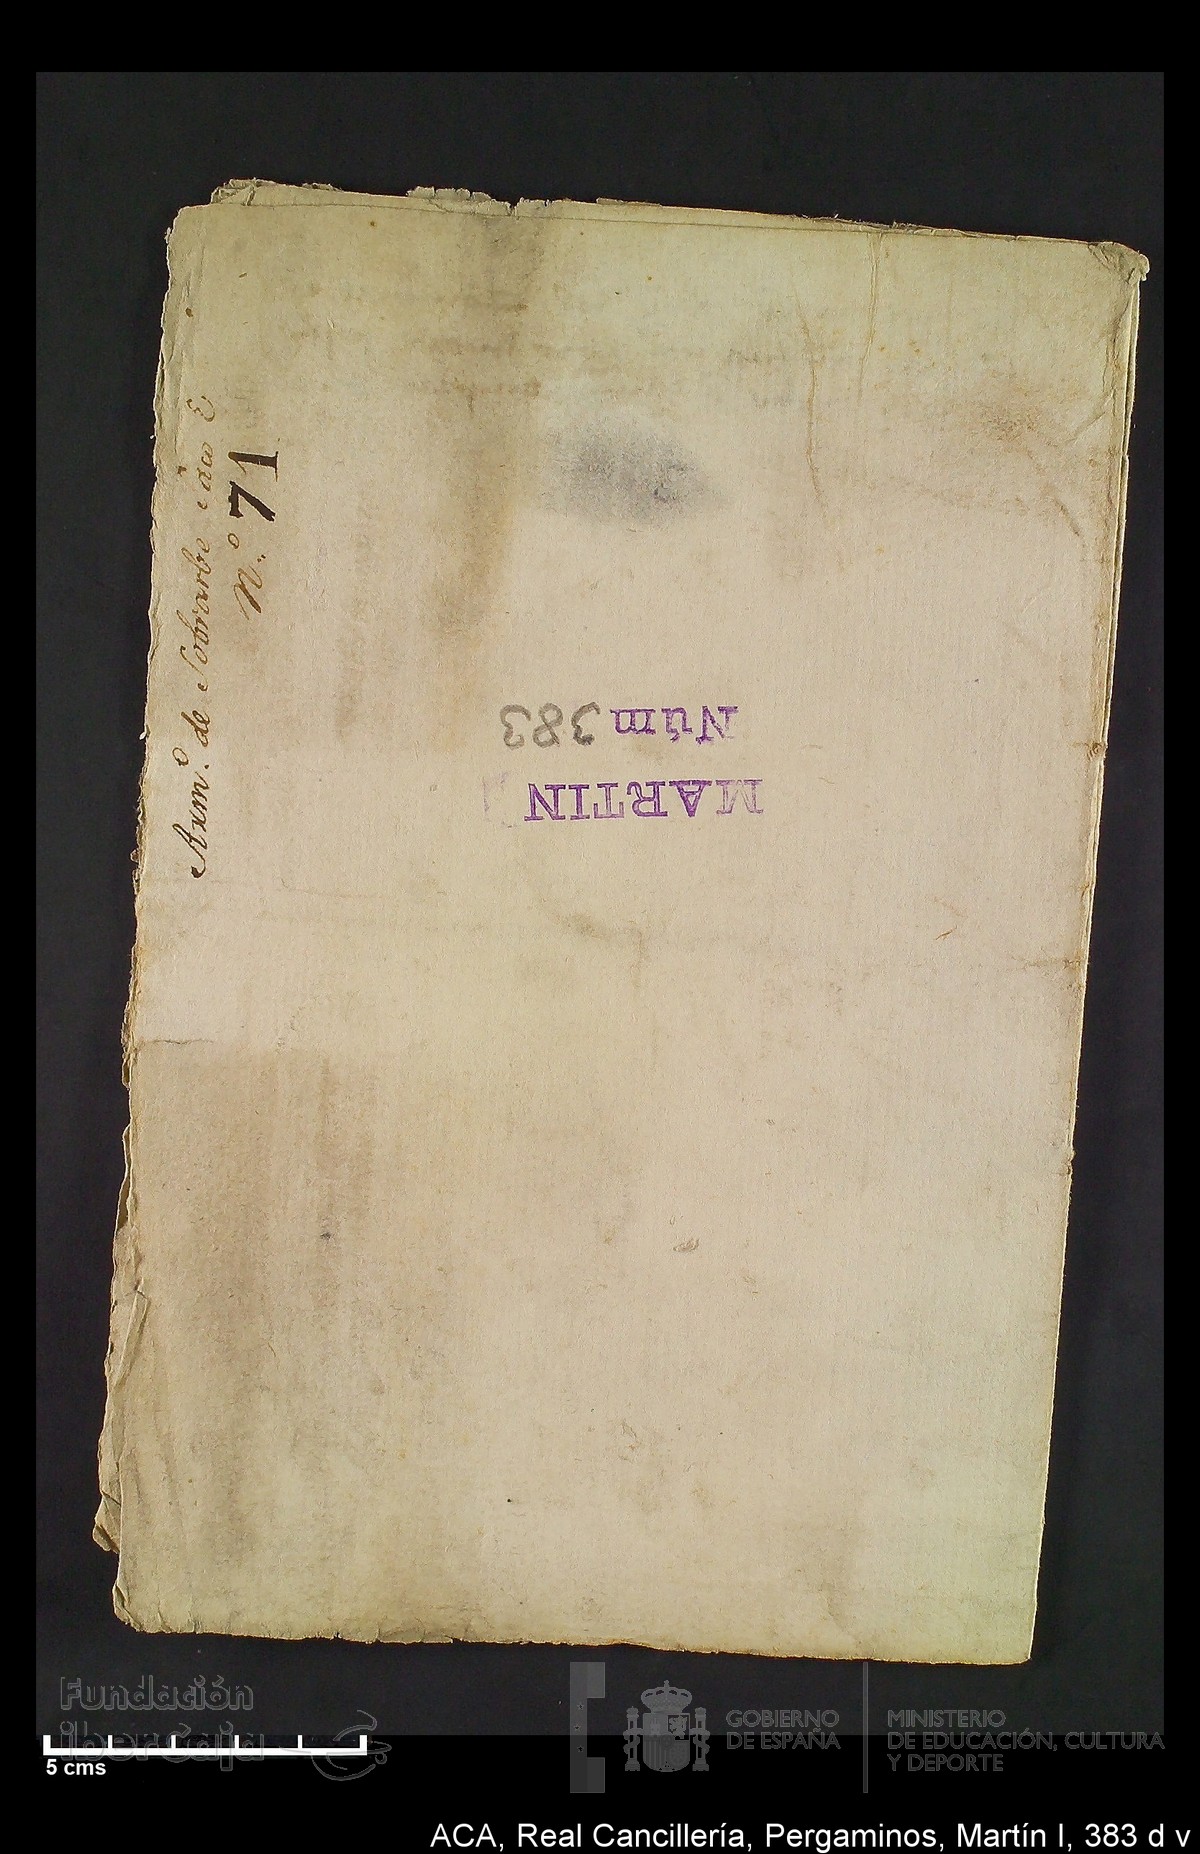 Arm.º de Sobrarbe
N.º 71
MARTIN
Núm 383
Fundación
iberCaja
5 cms
GOBIERNO
DE ESPAÑA
MINISTERIO
DE EDUCACIÓN, CULTURA
Y DEPORTE
ACA, Real Cancillería, Pergaminos, Martín I, 383 d v